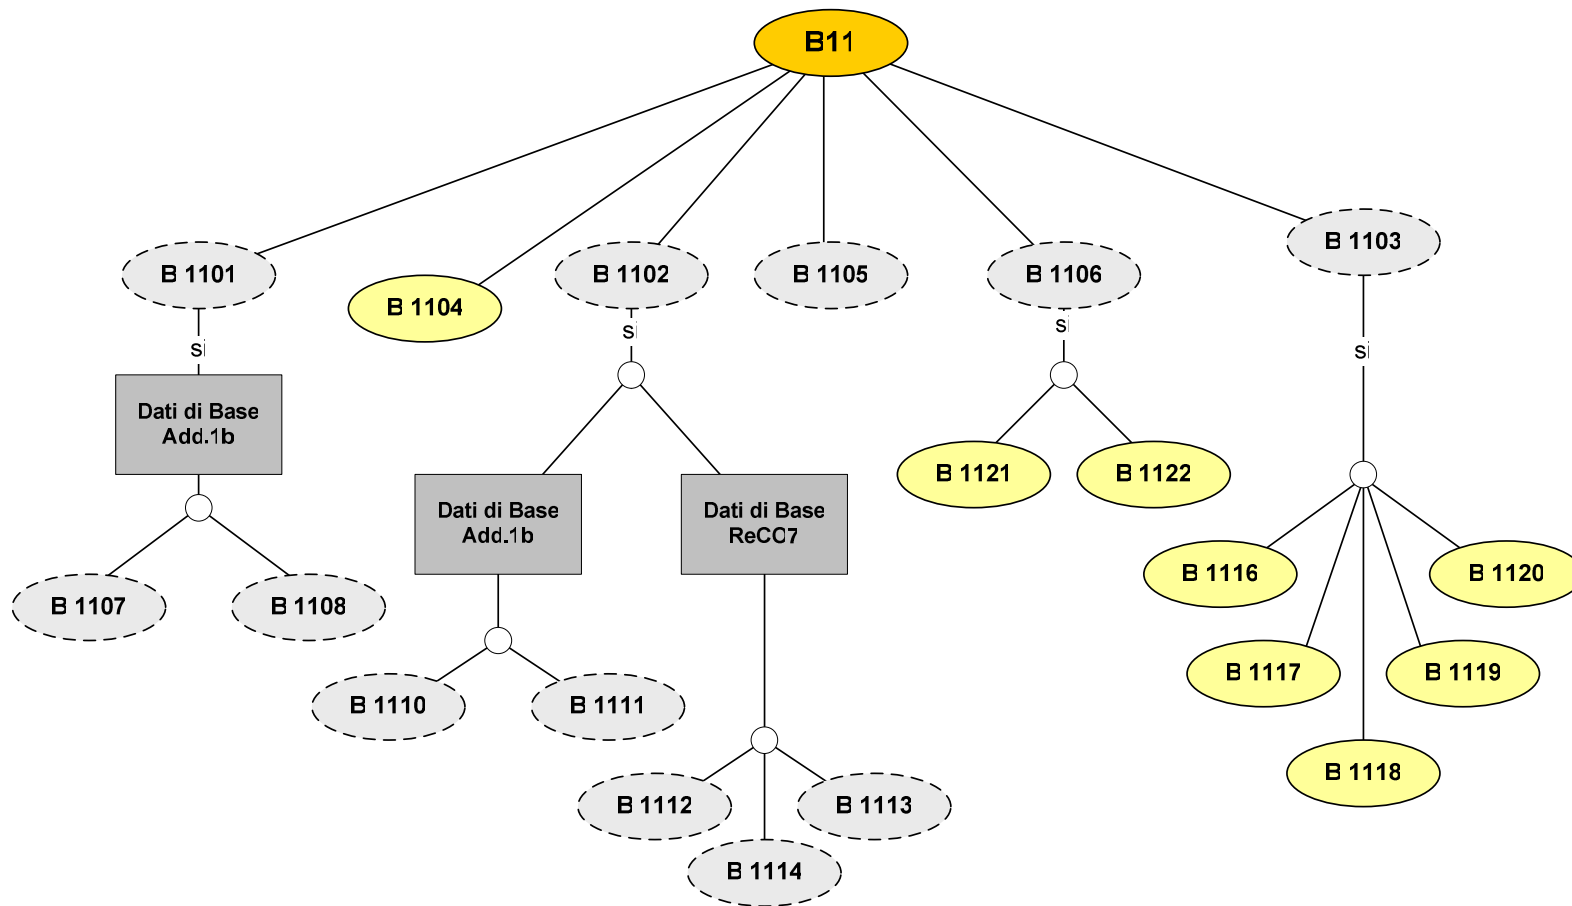 B11
B 1103
B 1101
B 1102
B 1105
B 1106
B 1104
si
si
si
si
Dati di Base
Add.1b
B 1121
B 1122
Dati di Base
Add.1b
Dati di Base
ReCO7
B 1116
B 1120
B 1107
B 1108
B 1117
B 1119
B 1110
B 1111
B 1118
B 1112
B 1113
B 1114